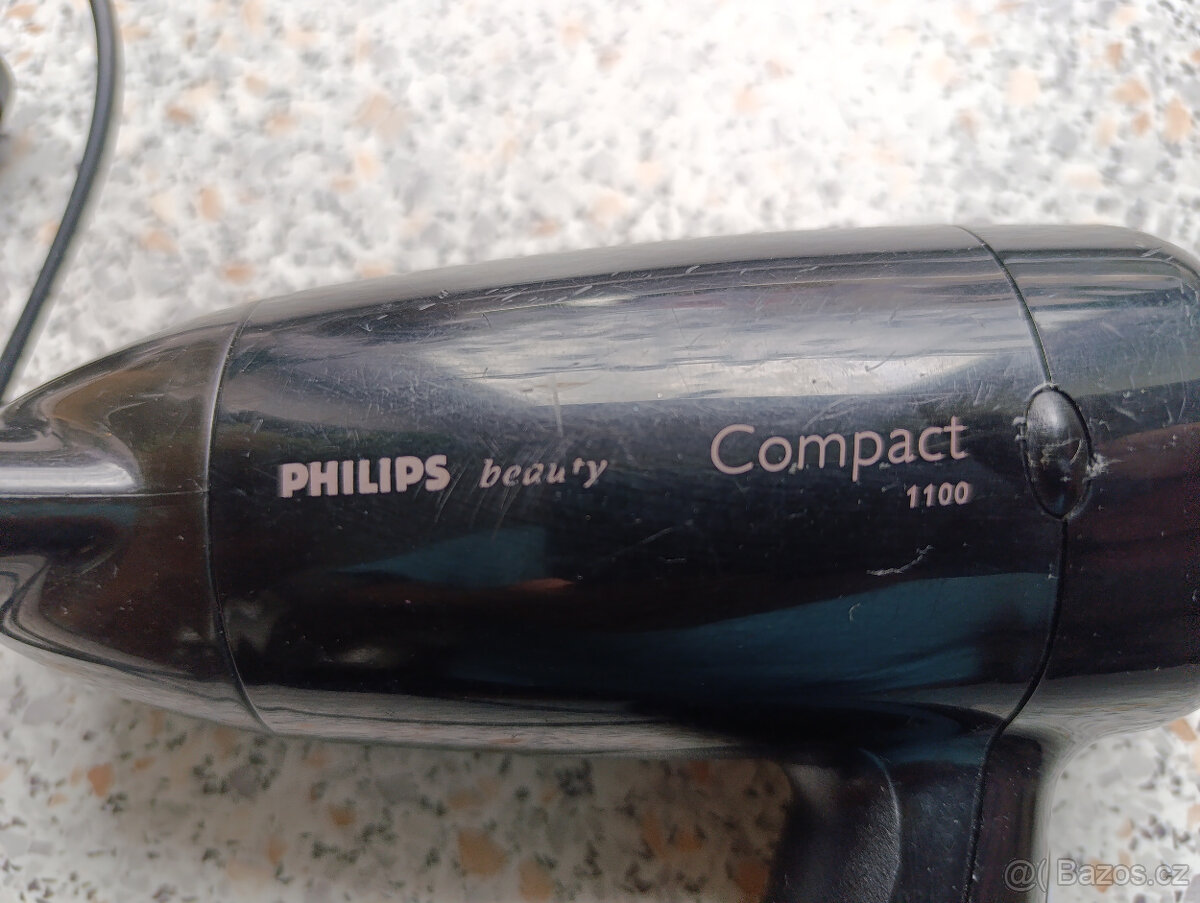 PHILIPS beauty Compact
1100
@( Bazos.cz